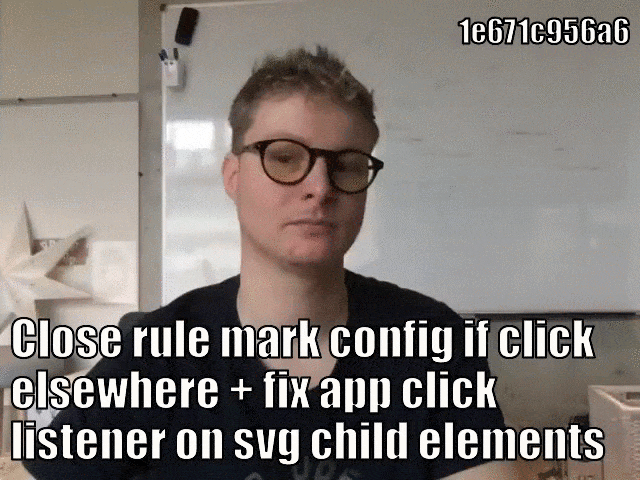 1e671c956a6
Close rule mark config if click
elsewhere + fix app click
listener on svg child elements